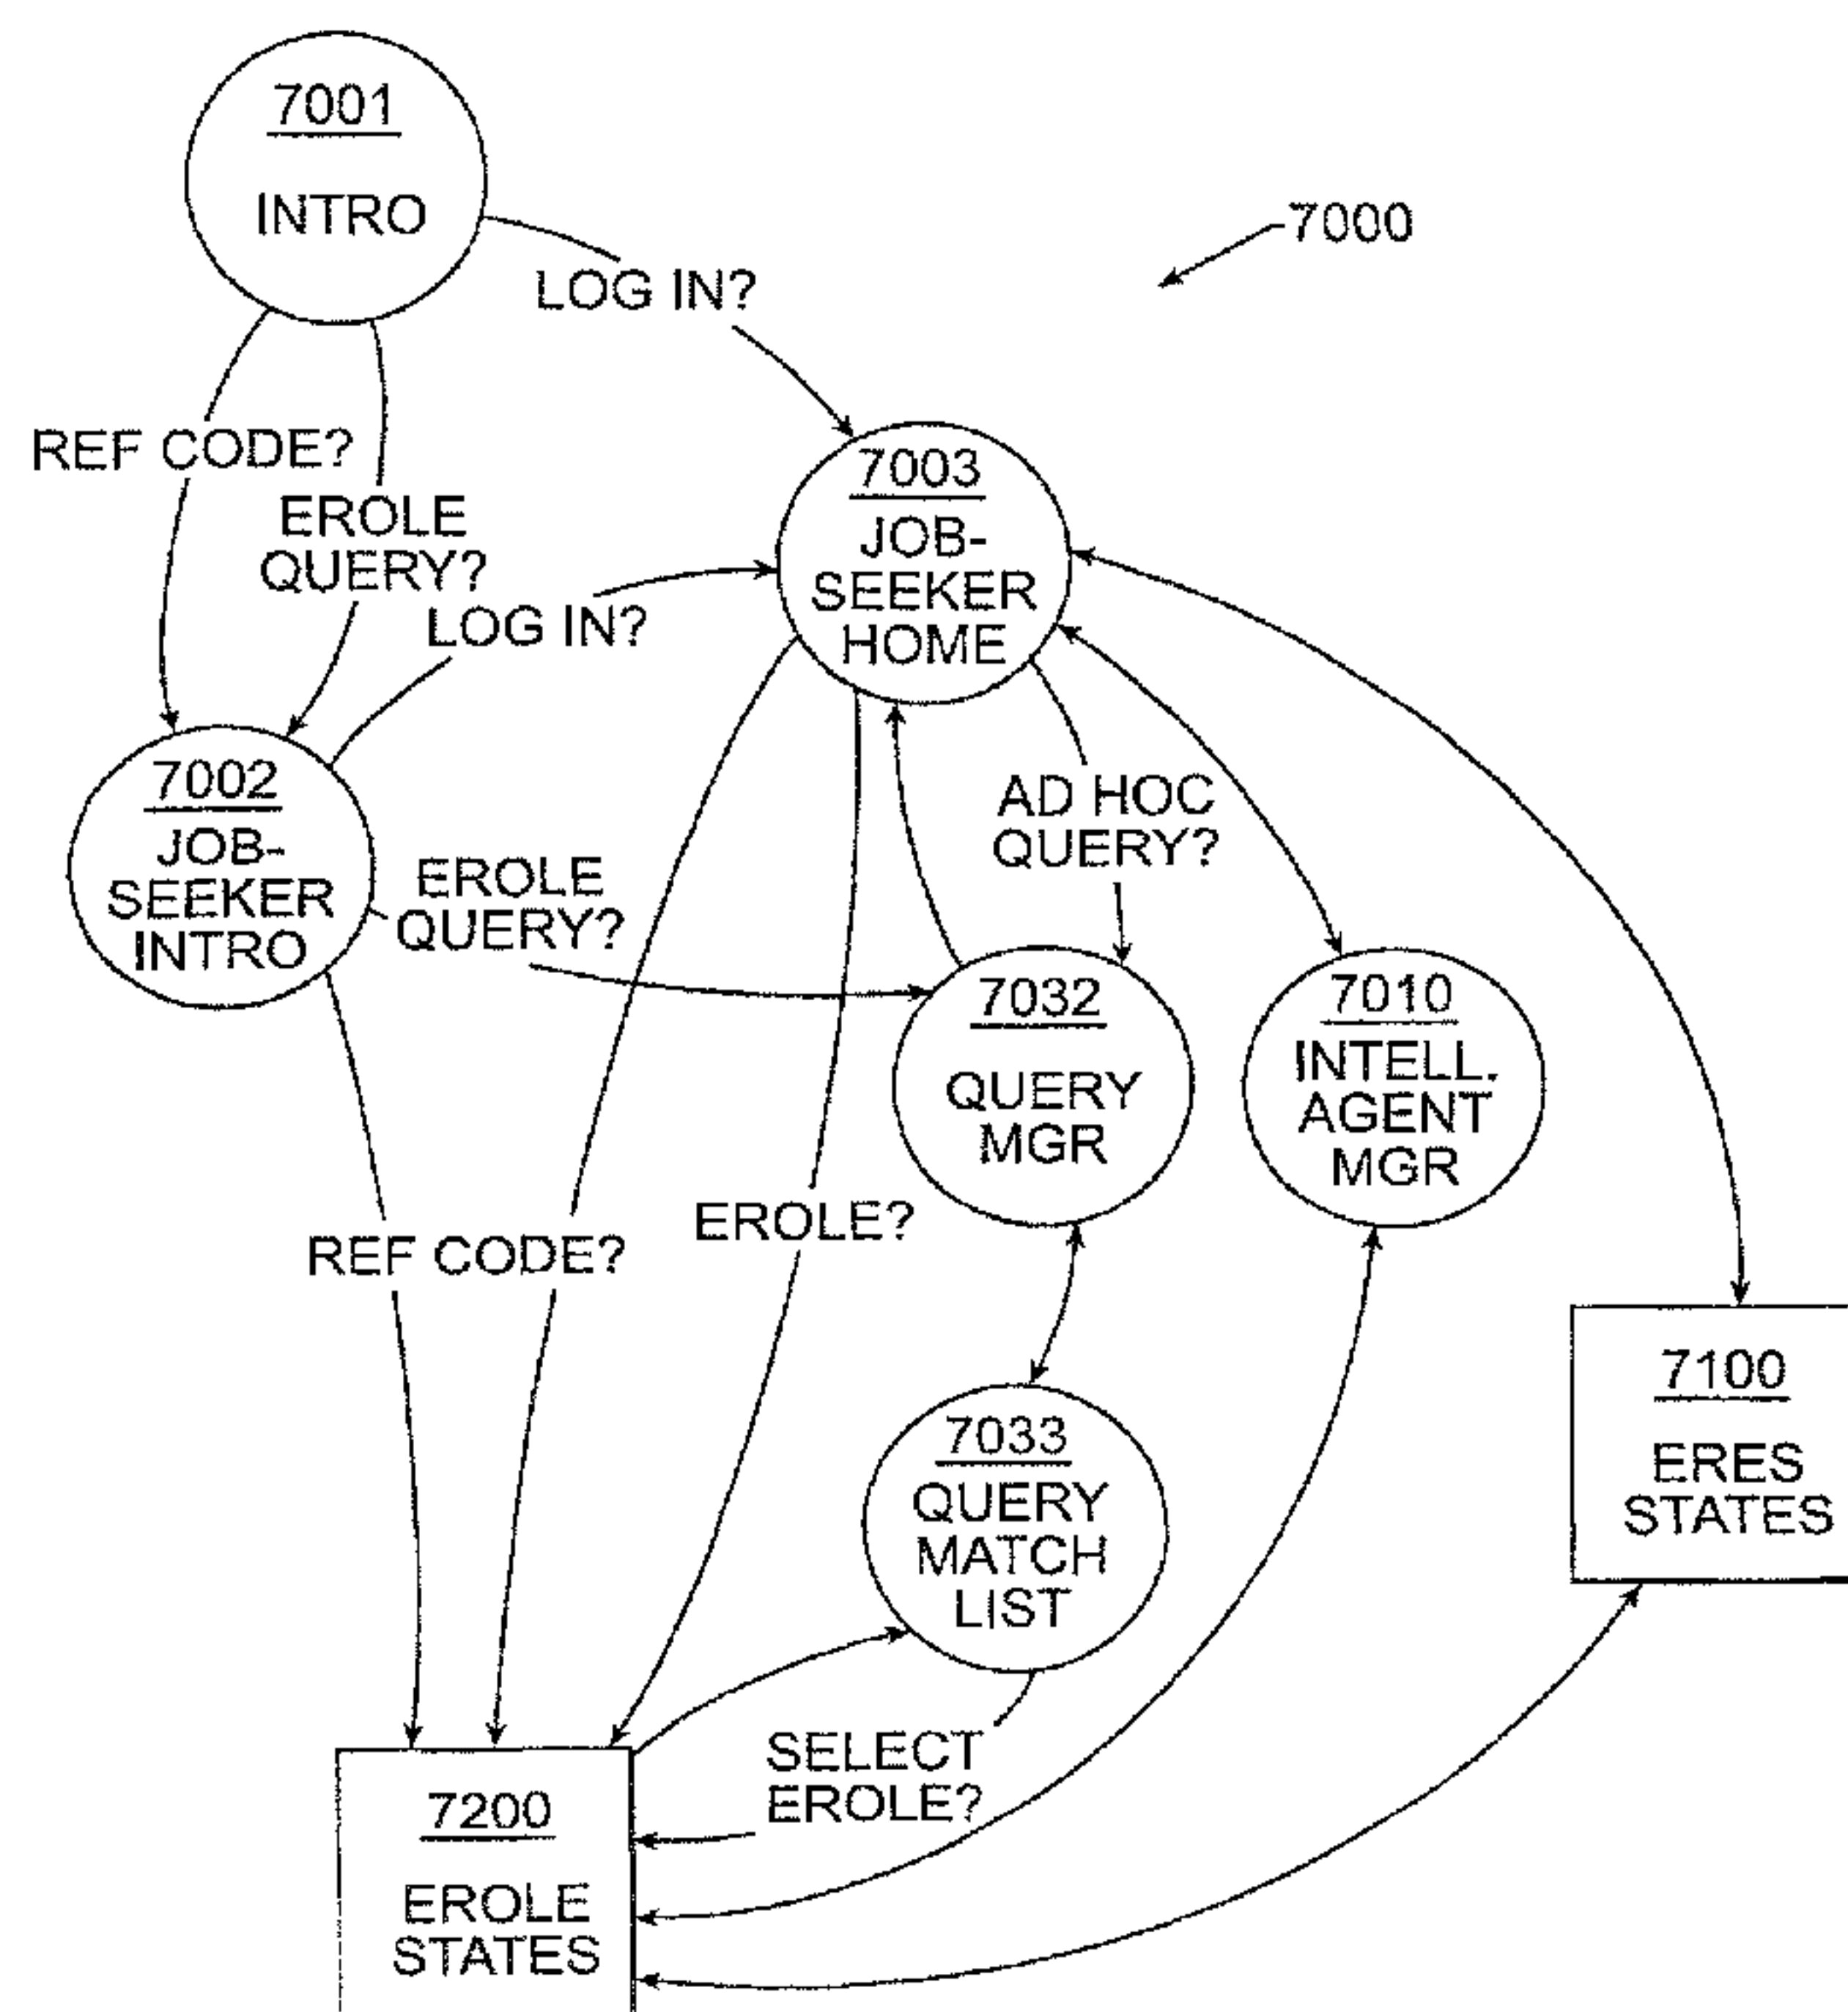 7001
INTRO
7000
LOG IN?
REF CODE?
EROLE
QUERY?
7003
JOB-
SEEKER
HOME
LOG IN?
7002
JOB-
SEEKER
INTRO
AD HOC
QUERY?
EROLE
QUERY?
7032
QUERY
MGR
7010
INTELL.
AGENT
MGR
EROLE?
REF CODE?
7100
ERES
STATES
7033
QUERY
MATCH
LIST
SELECT
EROLE?
7200
EROLE
STATES